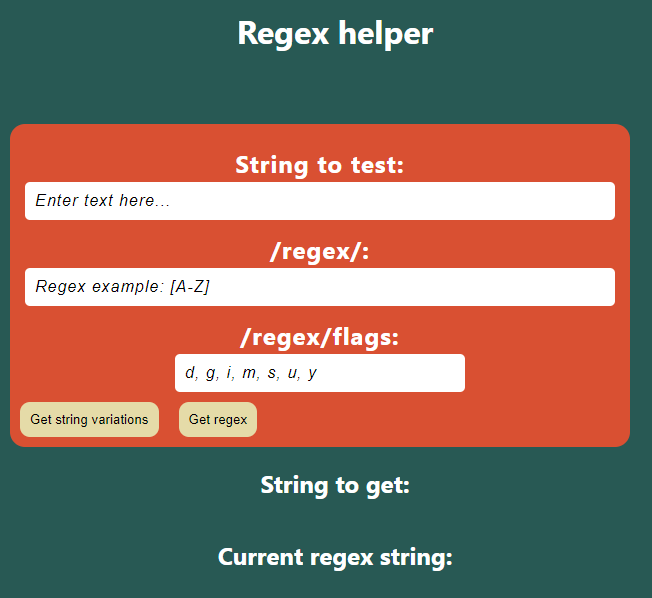 Regex helper
String to test:
Enter text here...
/regex/:
Regex example: [A-Z]
/regex/flags:
d, g, i, m, s, u, y
Get string variations Get regex
String to get:
Current regex string: